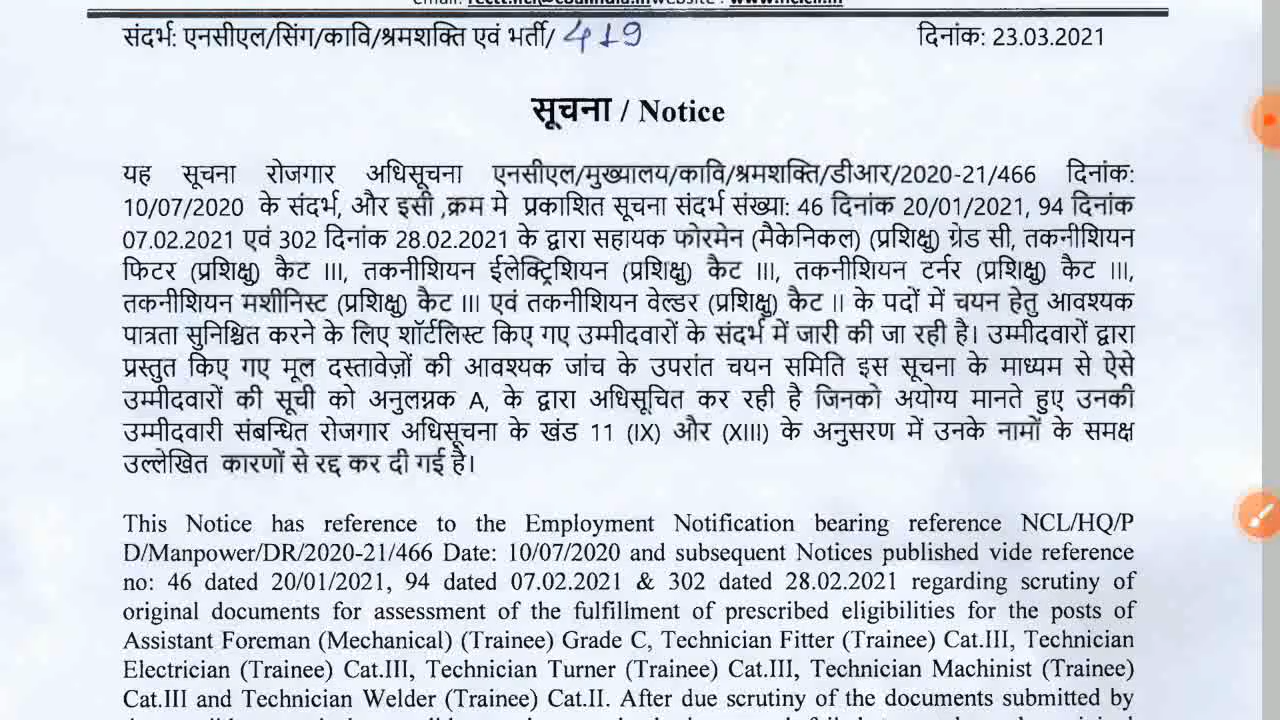 संदर्भ: एनसीएल/सिंग/कावि/श्रमशक्ति एवं भर्ती/ 419 दिनांक: 23.03.2021
सूचना / Notice
यह सूचना रोजगार अधिसूचना एनसीएल/मुख्यालय/कावि/श्रमशक्ति/डीआर/2020-21/466 दिनांक:
10/07/2020 के संदर्भ, और इसी ,क्रम मे प्रकाशित सूचना संदर्भ संख्या: 46 दिनांक 20/01/2021, 94 दिनांक
07.02.2021 एवं 302 दिनांक 28.02.2021 के द्वारा सहायक फोरमेन (मैकेनिकल) (प्रशिक्षु) ग्रेड सी, तकनीशियन
फिटर (प्रशिक्षु) कैट III, तकनीशियन ईलेक्ट्रिशियन (प्रशिक्षु) कैट III, तकनीशियन टर्नर (प्रशिक्षु) कैट III,
तकनीशियन मशीनिस्ट (प्रशिक्षु) कैट III एवं तकनीशियन वेल्डर (प्रशिक्षु) कैट II के पदों में चयन हेतु आवश्यक
पात्रता सुनिश्चित करने के लिए शॉर्टलिस्ट किए गए उम्मीदवारों के संदर्भ में जारी की जा रही है। उम्मीदवारों द्वारा
प्रस्तुत किए गए मूल दस्तावेज़ों की आवश्यक जांच के उपरांत चयन समिति इस सूचना के माध्यम से ऐसे
उम्मीदवारों की सूची को अनुलग्नक A, के द्वारा अधिसूचित कर रही है जिनको अयोग्य मानते हुए उनकी
उम्मीदवारी संबन्धित रोजगार अधिसूचना के खंड 11 (IX) और (XIII) के अनुसरण में उनके नामों के समक्ष
उल्लेखित कारणों से रद्द कर दी गई है।
This Notice has reference to the Employment Notification bearing reference NCL/HQ/P
D/Manpower/DR/2020-21/466 Date: 10/07/2020 and subsequent Notices published vide reference
no: 46 dated 20/01/2021, 94 dated 07.02.2021 & 302 dated 28.02.2021 regarding scrutiny of
original documents for assessment of the fulfillment of prescribed eligibilities for the posts of
Assistant Foreman (Mechanical) (Trainee) Grade C, Technician Fitter (Trainee) Cat.III, Technician
Electrician (Trainee) Cat.III, Technician Turner (Trainee) Cat.III, Technician Machinist (Trainee)
Cat.III and Technician Welder (Trainee) Cat.II. After due scrutiny of the documents submitted by